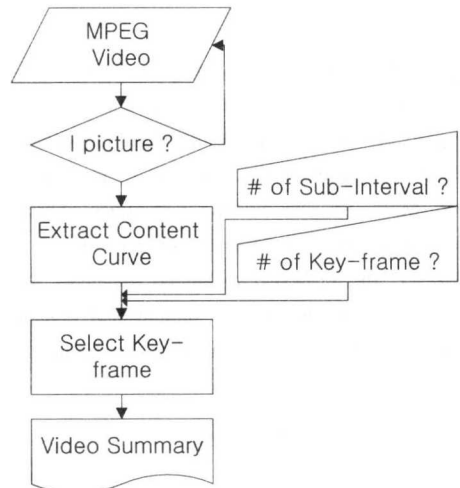 MPEG
Video
I picture ?
# of Sub-Interval ?
Extract Content
Curve
# of Key-frame ?
Select Key-
frame
Video Summary